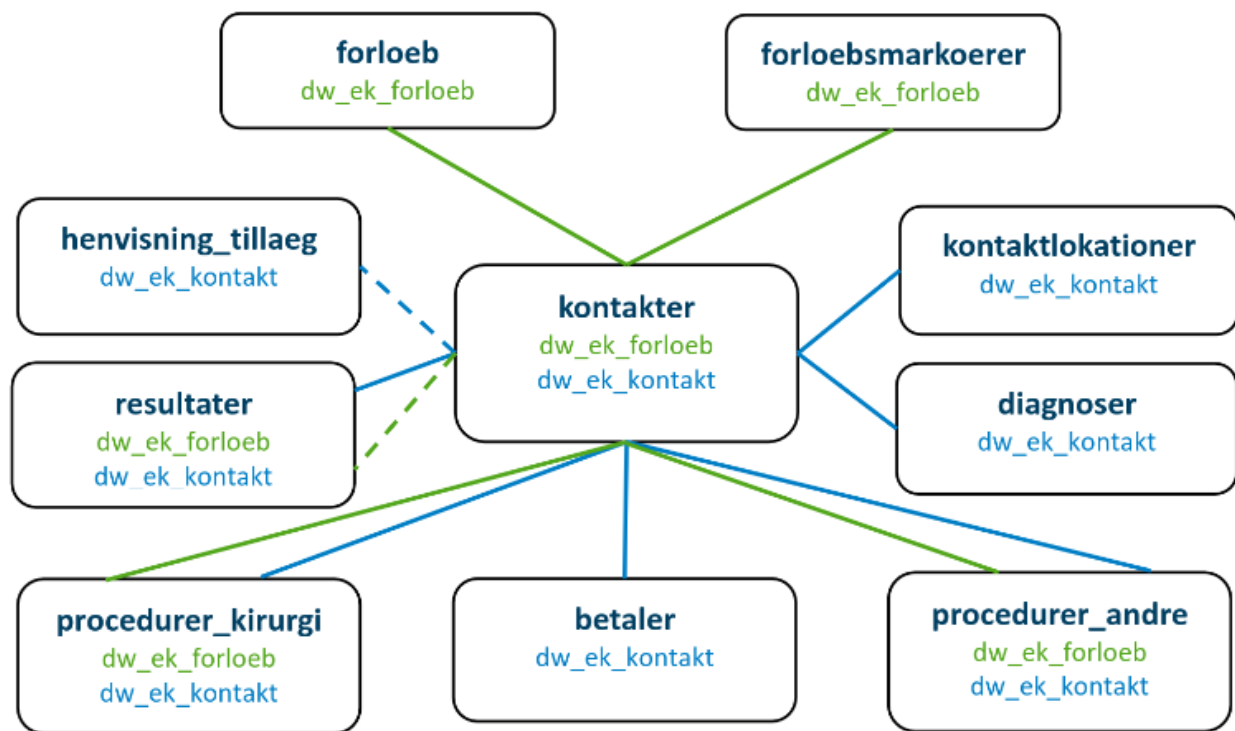 forloeb
dw_ek_forloeb
forloebsmarkoerer
dw_ek_forloeb
henvisning_tillaeg
dw_ek_kontakt
kontakter
dw_ek_forloeb
dw_ek_kontakt
kontaktlokationer
dw_ek_kontakt
resultater
dw_ek_forloeb
dw_ek_kontakt
diagnoser
dw_ek_kontakt
procedurer_kirurgi
dw_ek_forloeb
dw_ek_kontakt
betaler
dw_ek_kontakt
procedurer_andre
dw_ek_forloeb
dw_ek_kontakt